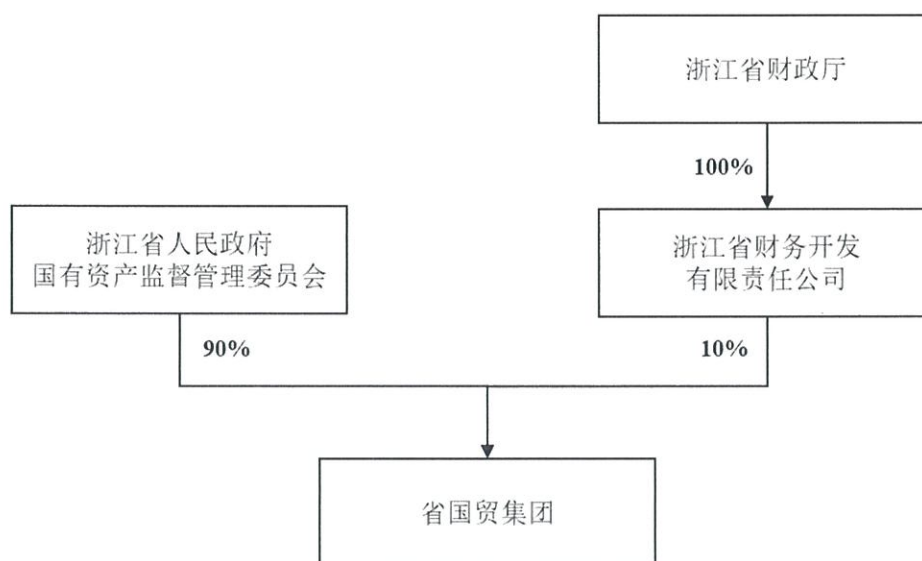 浙江省财政厅
100%
浙江省人民政府
国有资产监督管理委员会
浙江省财务开发
有限责任公司
90%
10%
省国贸集团